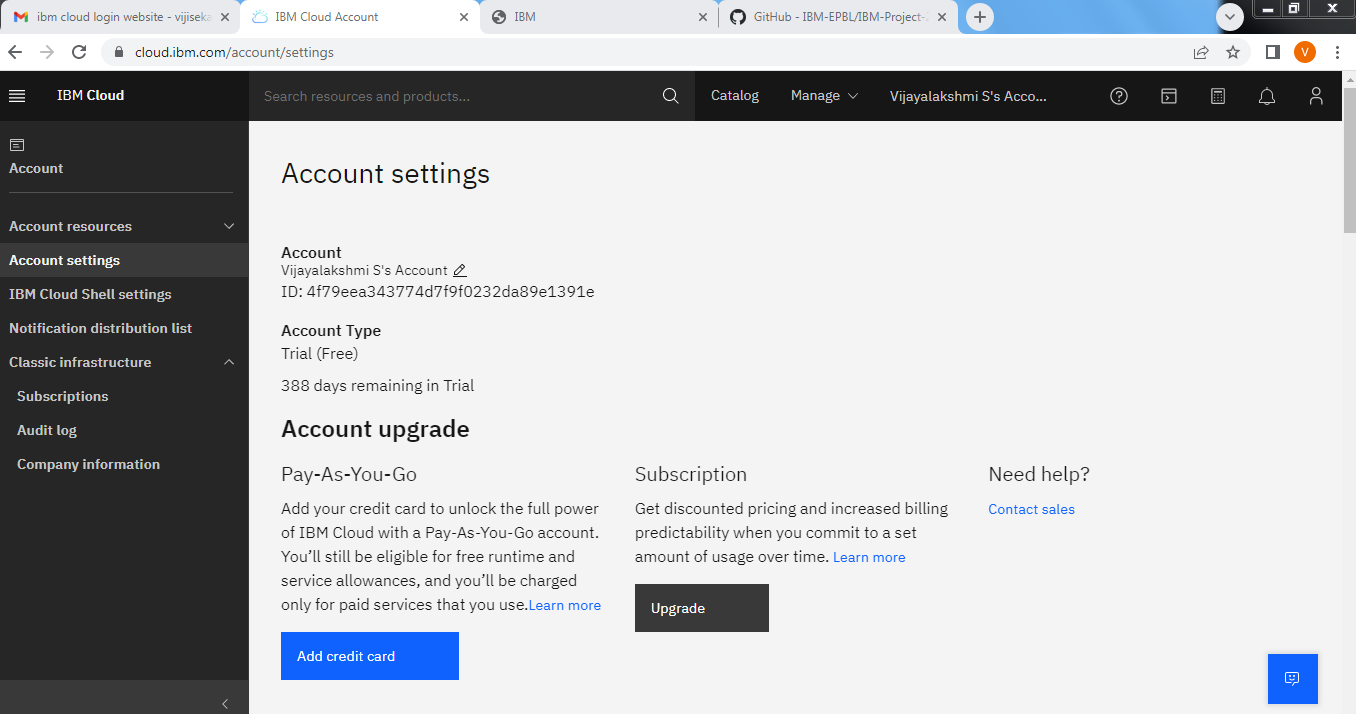 ibm cloud login website - vijiseka
IBM Cloud Account
IBM
GitHub - IBM-EPBL/IBM-Project-
cloud.ibm.com/account/settings
V
IBM Cloud
Search resources and products...
Catalog
Manage
Vijayalakshmi S's Acco...
Account
Account resources
Account settings
IBM Cloud Shell settings
Notification distribution list
Classic infrastructure
Subscriptions
Audit log
Company information
Account settings
Account
Vijayalakshmi S's Account
ID: 4f79eea343774d7f9f0232da89e1391e
Account Type
Trial (Free)
388 days remaining in Trial
Account upgrade
Pay-As-You-Go
Add your credit card to unlock the full power
of IBM Cloud with a Pay-As-You-Go account.
You’ll still be eligible for free runtime and
service allowances, and you’ll be charged
only for paid services that you use.Learn more
Add credit card
Subscription
Get discounted pricing and increased billing
predictability when you commit to a set
amount of usage over time. Learn more
Upgrade
Need help?
Contact sales